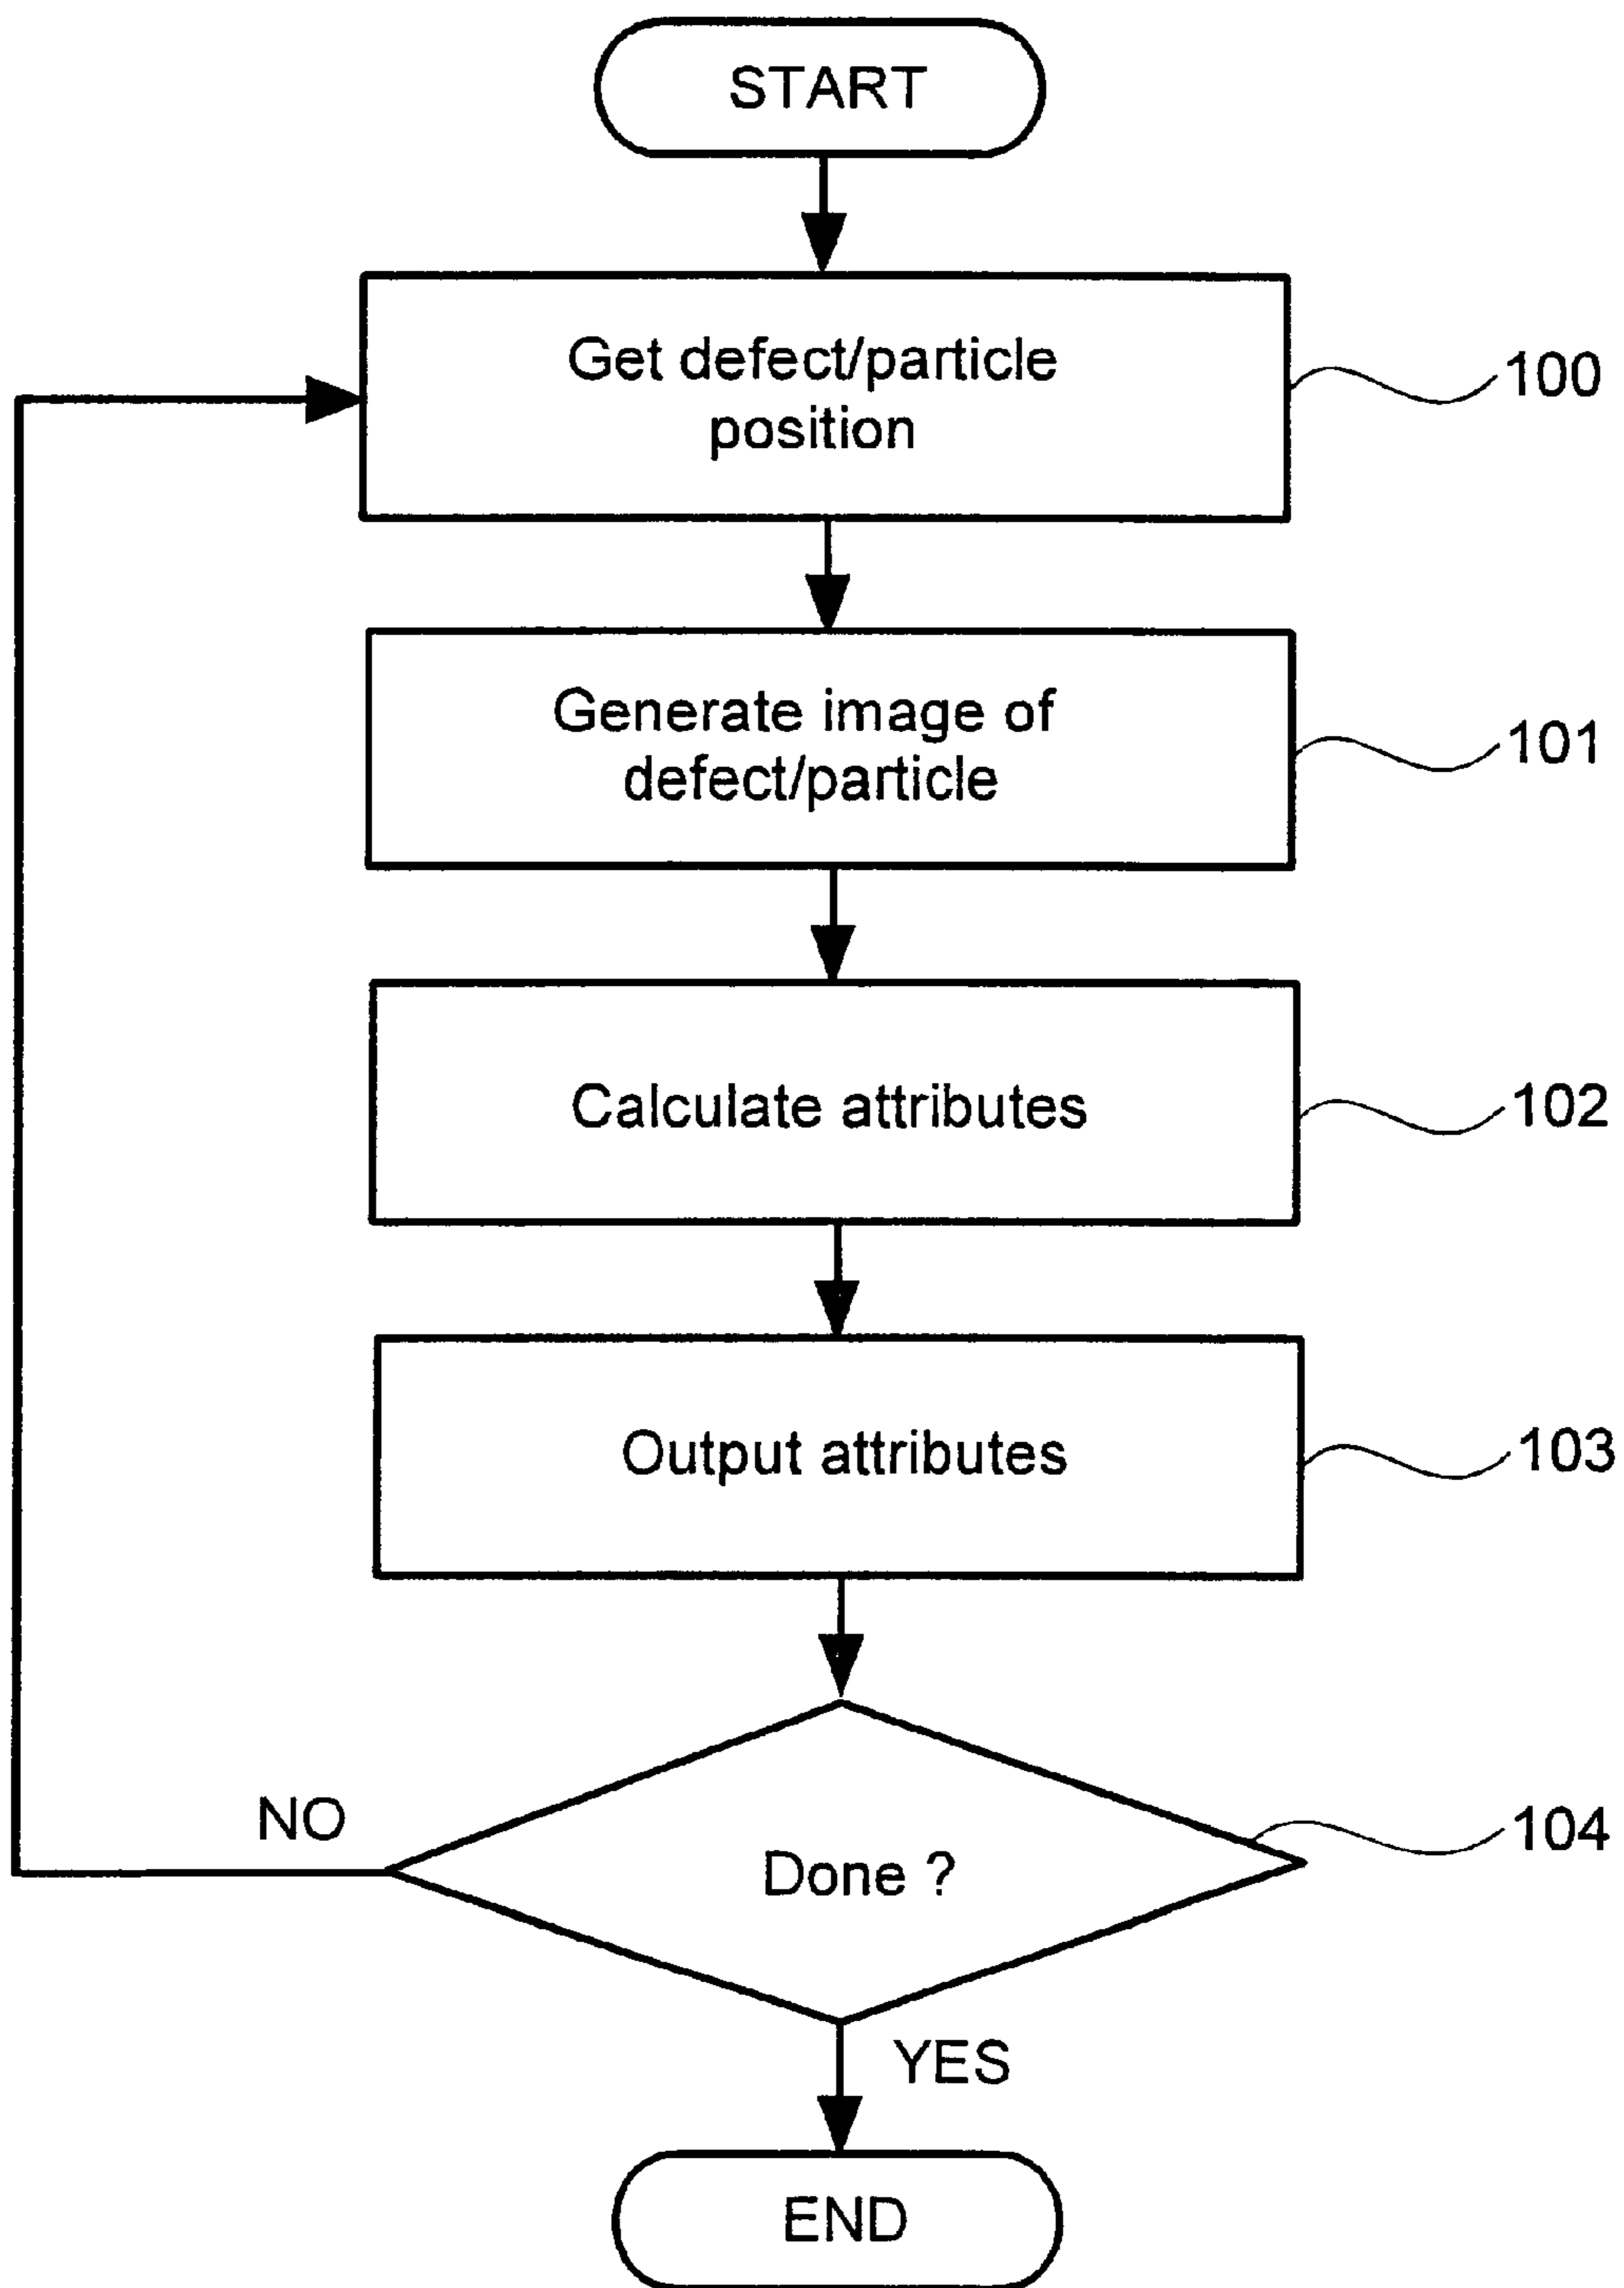 START
Get defect/particle
position
100
Generate image of
defect/particle
101
Calculate attributes
102
Output attributes
103
NO
Done ?
104
YES
END